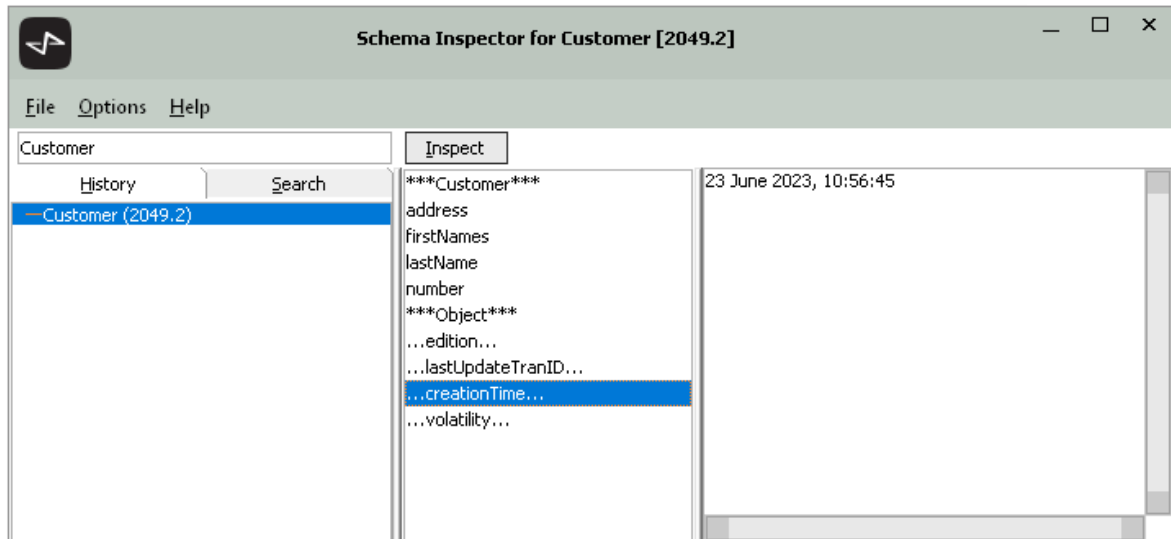 Schema Inspector for Customer [2049.2]
File Options Help
Customer Inspect
History Search
Customer (2049.2)
***Customer***
address
firstNames
lastName
number
***Object***
...edition...
...lastUpdateTranID...
...creationTime...
...volatility...
23 June 2023, 10:56:45